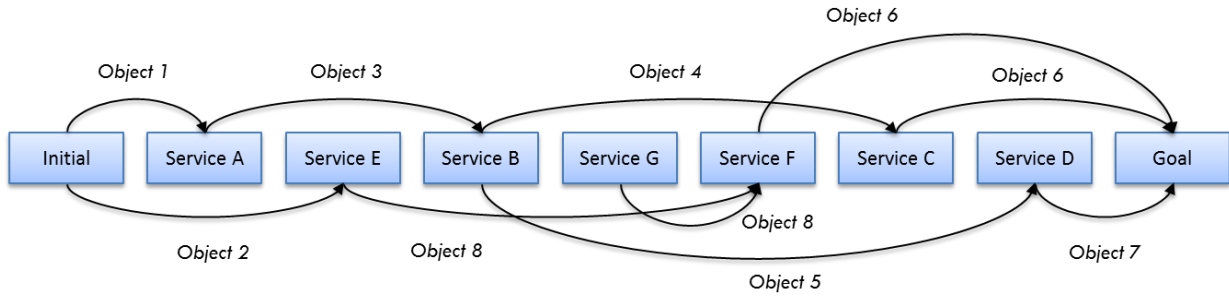 Object 6
Object 1
Object 3
Object 4
Object 6
Initial
Service A
Service E
Service B
Service G
Service F
Service C
Service D
Goal
Object 2
Object 8
Object 8
Object 5
Object 7